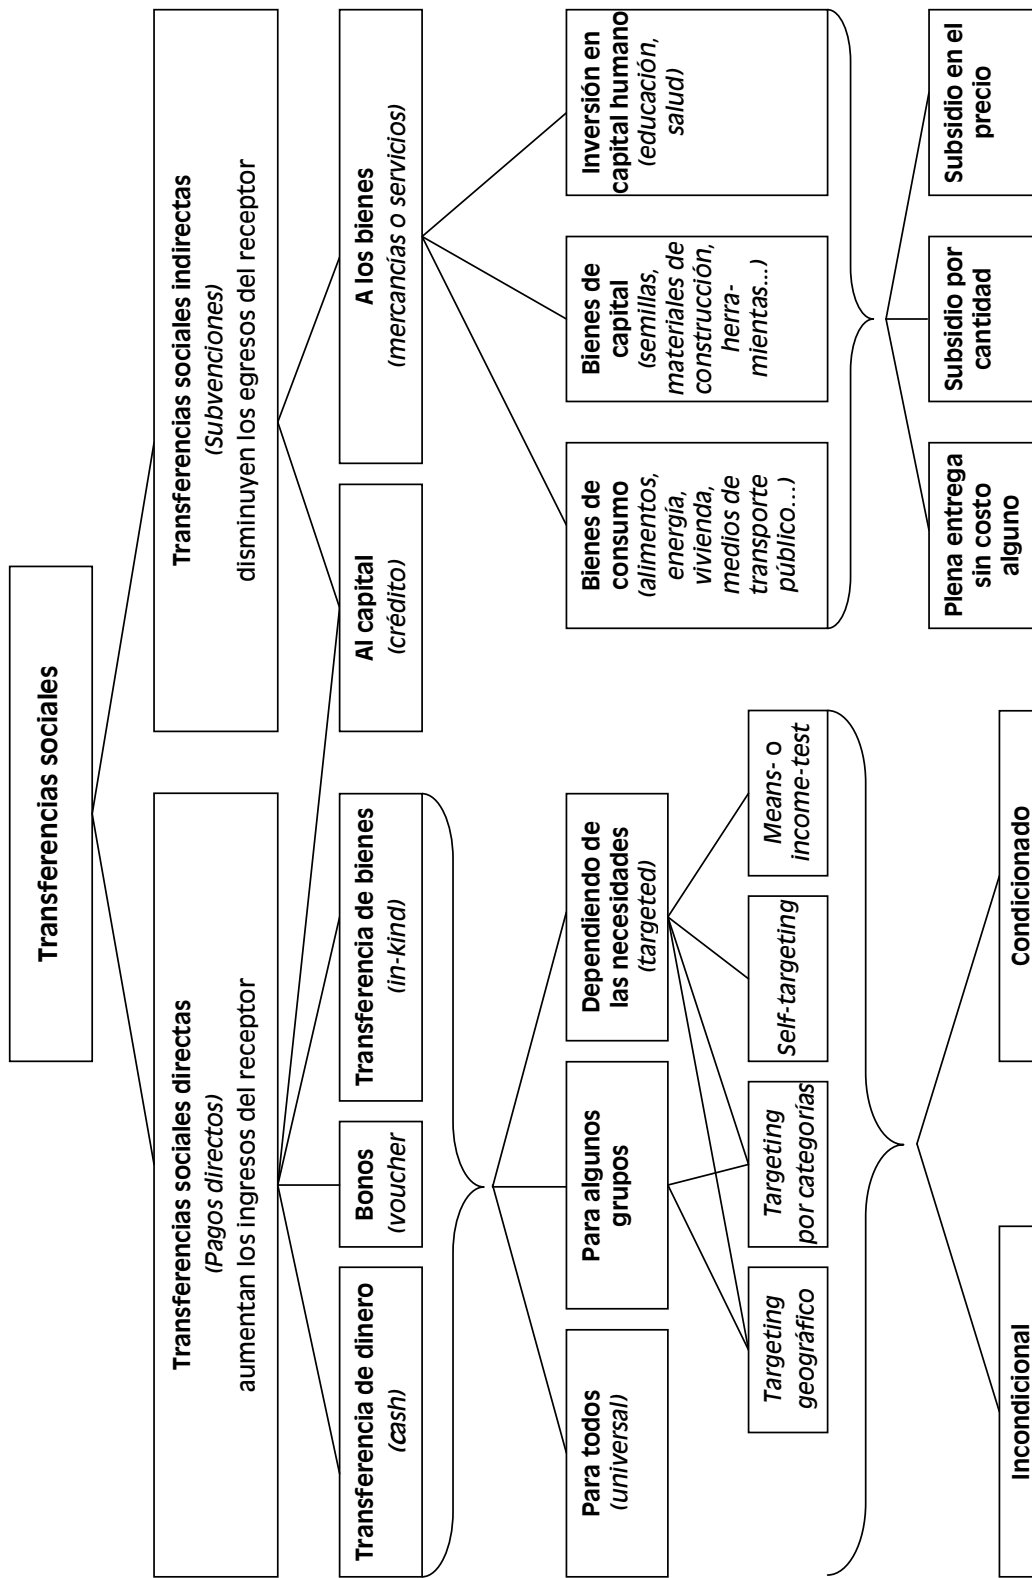 Transferencias sociales
Transferencias sociales directas
(Pagos directos)
aumentan los ingresos del receptor
Transferencias sociales indirectas
(Subvenciones)
disminuyen los egresos del receptor
Transferencia de dinero
(cash)
Bonos
(voucher)
Transferencia de bienes
(in-kind)
Al capital
(crédito)
A los bienes
(mercancías o servicios)
Para todos
(universal)
Para algunos
grupos
Dependiendo de
las necesidades
(targeted)
Bienes de
consumo
(alimentos,
energía,
vivienda,
medios de
transporte
público...)
Bienes de
capital
(semillas,
materiales de
construcción,
herra-
mientas...)
Inversión en
capital humano
(educación,
salud)
Targeting
geográfico
Targeting
por categorías
Self-targeting
Means- o
income-test
Plena entrega
sin costo
alguno
Subsidio por
cantidad
Subsidio en el
precio
Incondicional
Condicionado